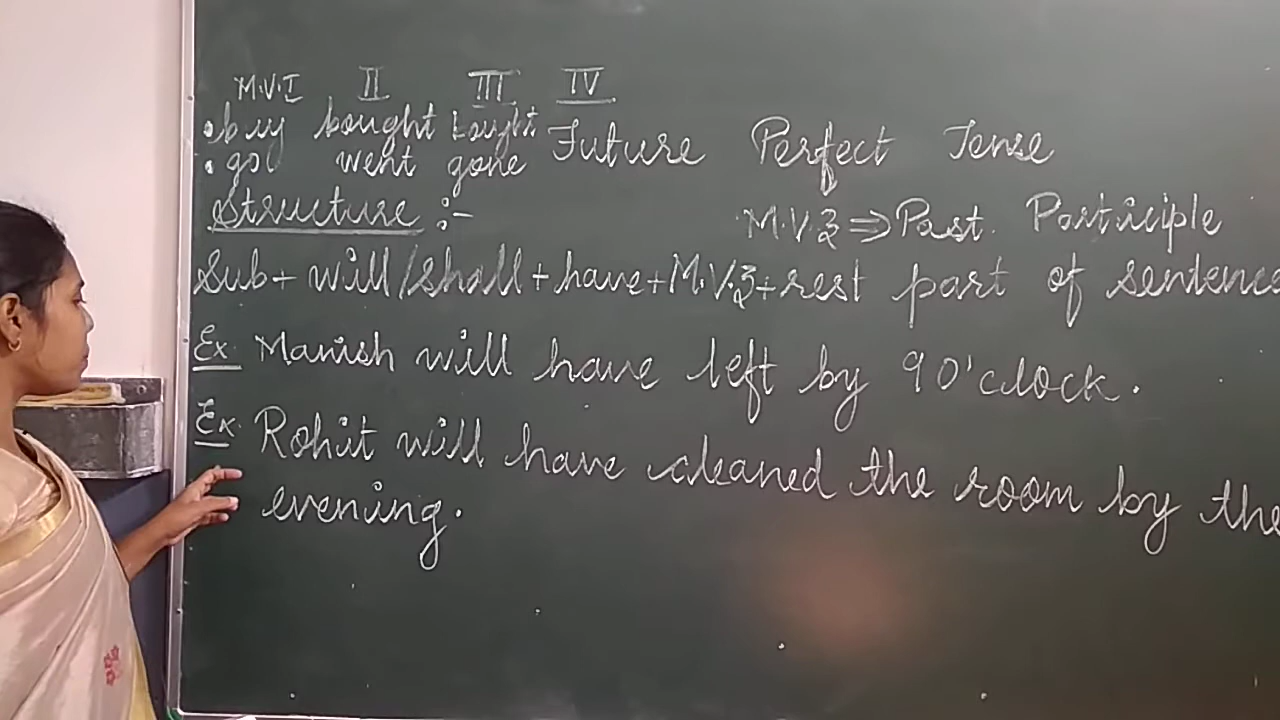 M.V.I II III IV
• buy bought bought
• go went gone
Future Perfect Tense
Structure :-
M.V.3 ⇒ Past Participle
Sub + will/shall + have + M.V.3 + rest part of sentence
Ex. Manish will have left by 9 O'clock.
Ex. Rohit will have cleaned the room by the
evening.